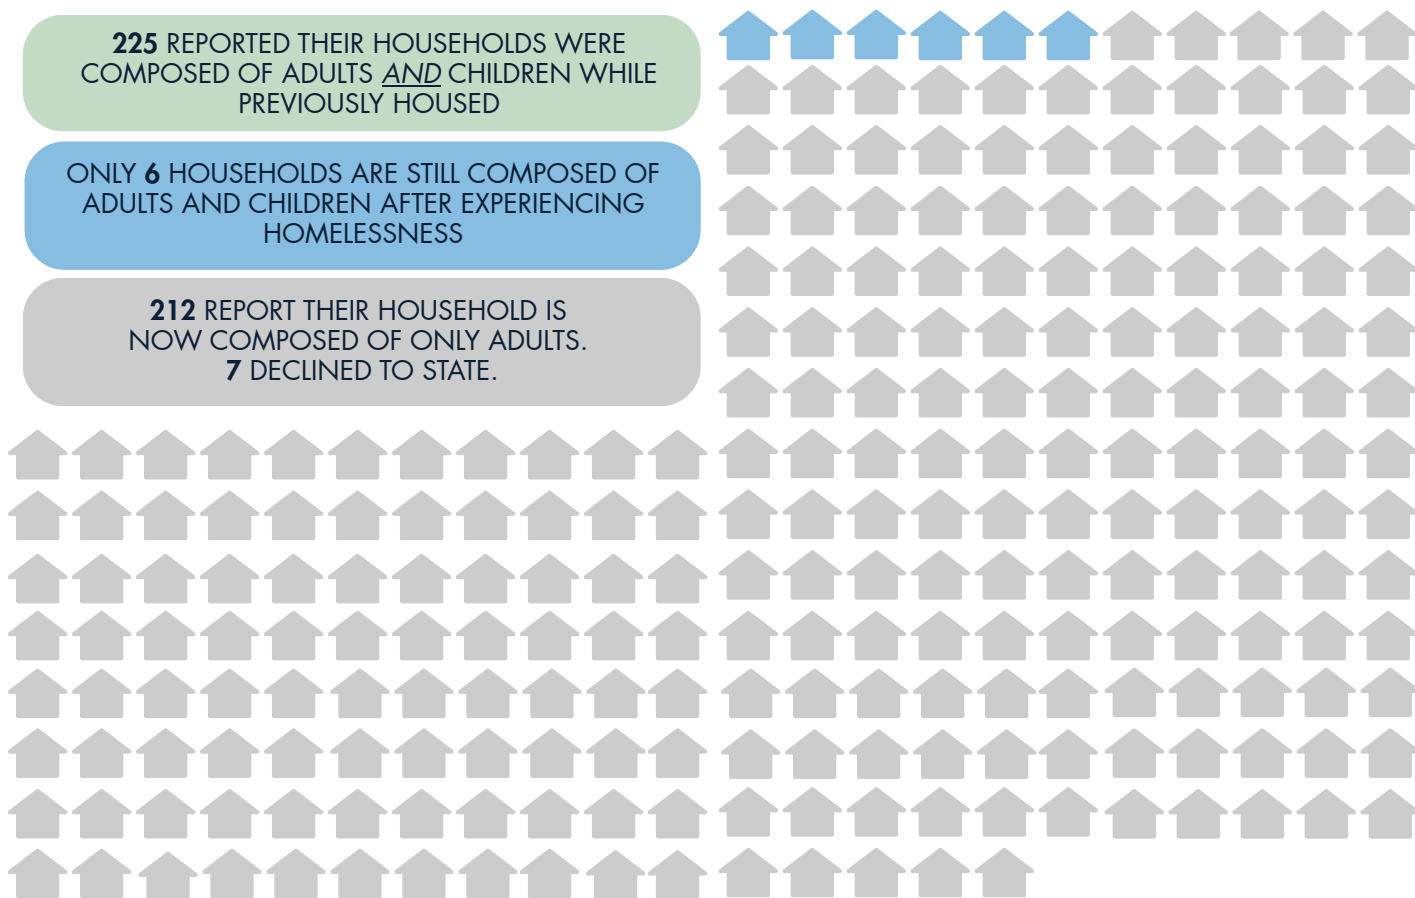 225 REPORTED THEIR HOUSEHOLDS WERE
COMPOSED OF ADULTS AND CHILDREN WHILE
PREVIOUSLY HOUSED
ONLY 6 HOUSEHOLDS ARE STILL COMPOSED OF
ADULTS AND CHILDREN AFTER EXPERIENCING
HOMELESSNESS
212 REPORT THEIR HOUSEHOLD IS
NOW COMPOSED OF ONLY ADULTS.
7 DECLINED TO STATE.